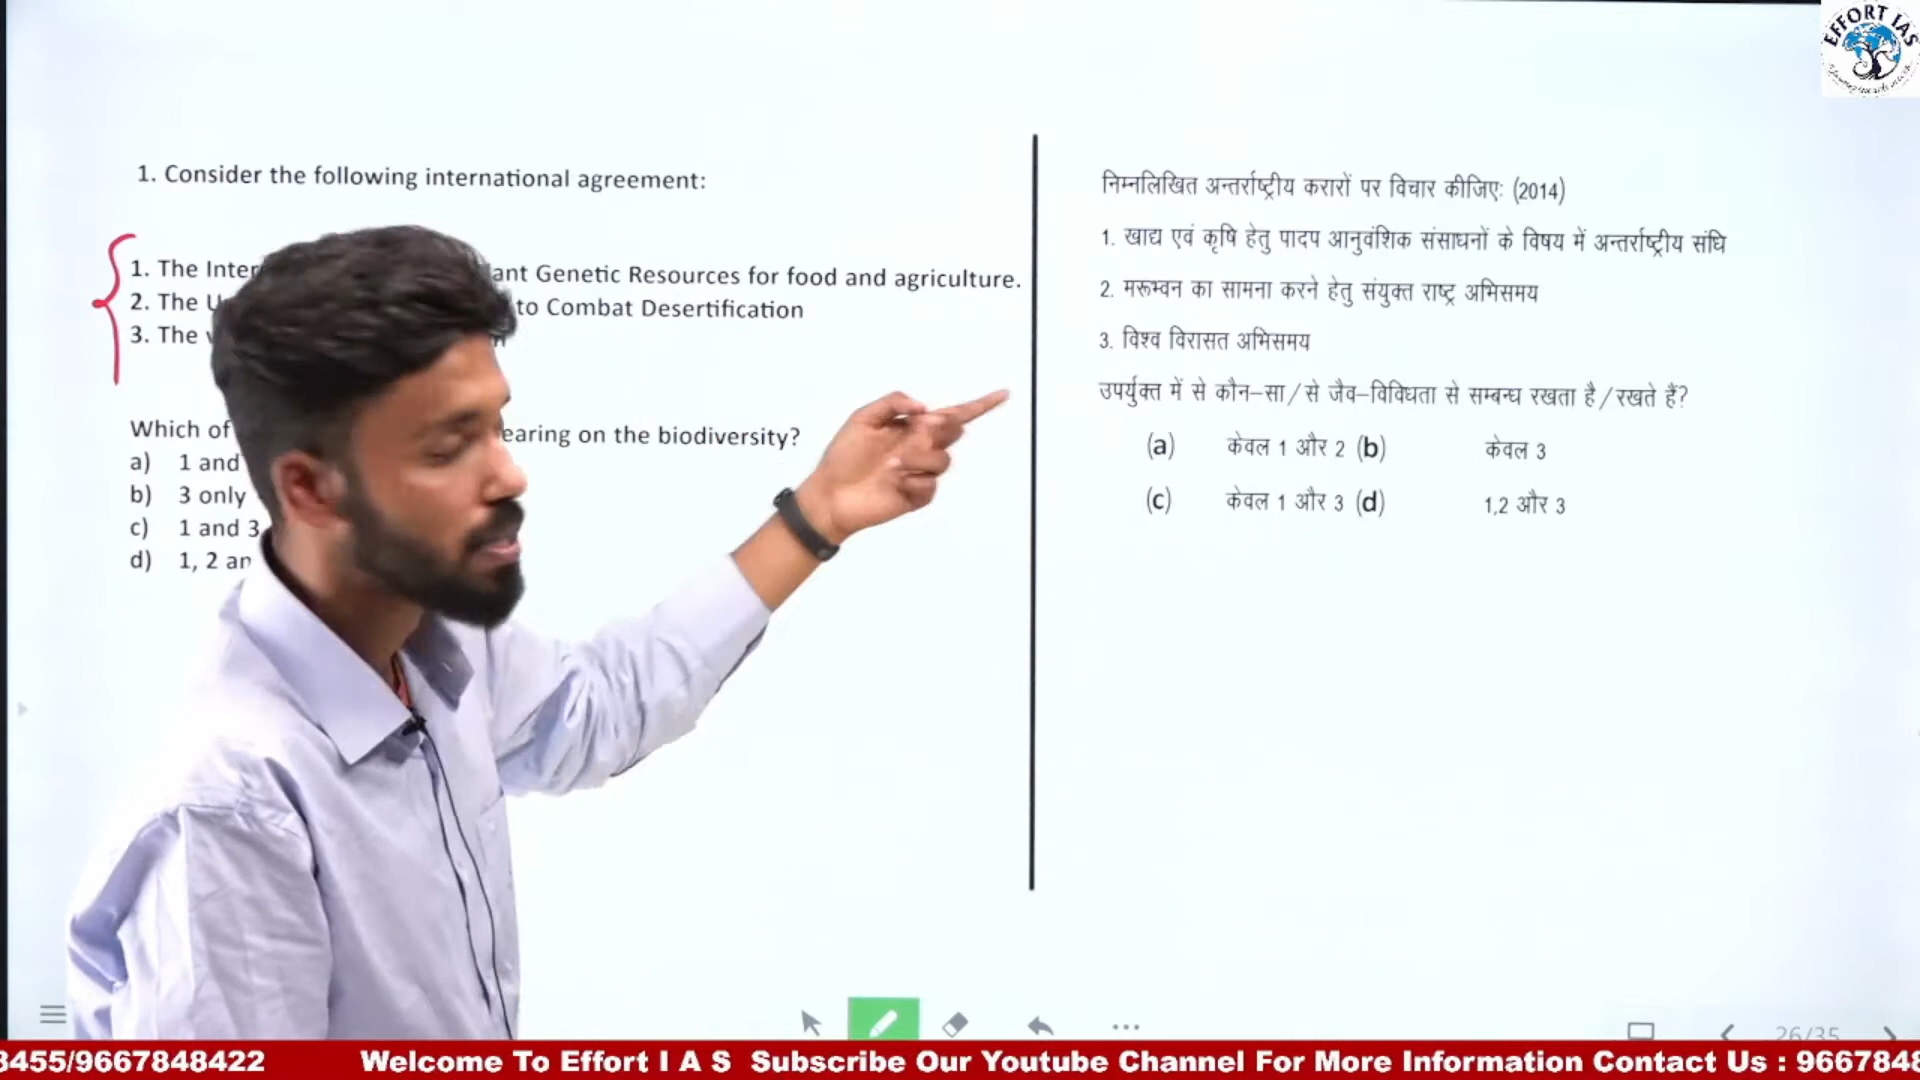 EFFORT IAS
1. Consider the following international agreement:
1. The Inter ant Genetic Resources for food and agriculture.
2. The U to Combat Desertification
3. The
Which of earing on the biodiversity?
a) 1 and
b) 3 only
c) 1 and 3
d) 1, 2 an
निम्नलिखित अन्तर्राष्ट्रीय करारों पर विचार कीजिए: (2014)
1. खाद्य एवं कृषि हेतु पादप आनुवंशिक संसाधनों के विषय में अन्तर्राष्ट्रीय संधि
2. मरूभ्वन का सामना करने हेतु संयुक्त राष्ट्र अभिसमय
3. विश्व विरासत अभिसमय
उपर्युक्त में से कौन-सा/से जैव-विविधता से सम्बन्ध रखता है/रखते हैं?
(a) केवल 1 और 2 (b) केवल 3
(c) केवल 1 और 3 (d) 1,2 और 3
26/35
3455/9667848422 Welcome To Effort I A S Subscribe Our Youtube Channel For More Information Contact Us : 966784